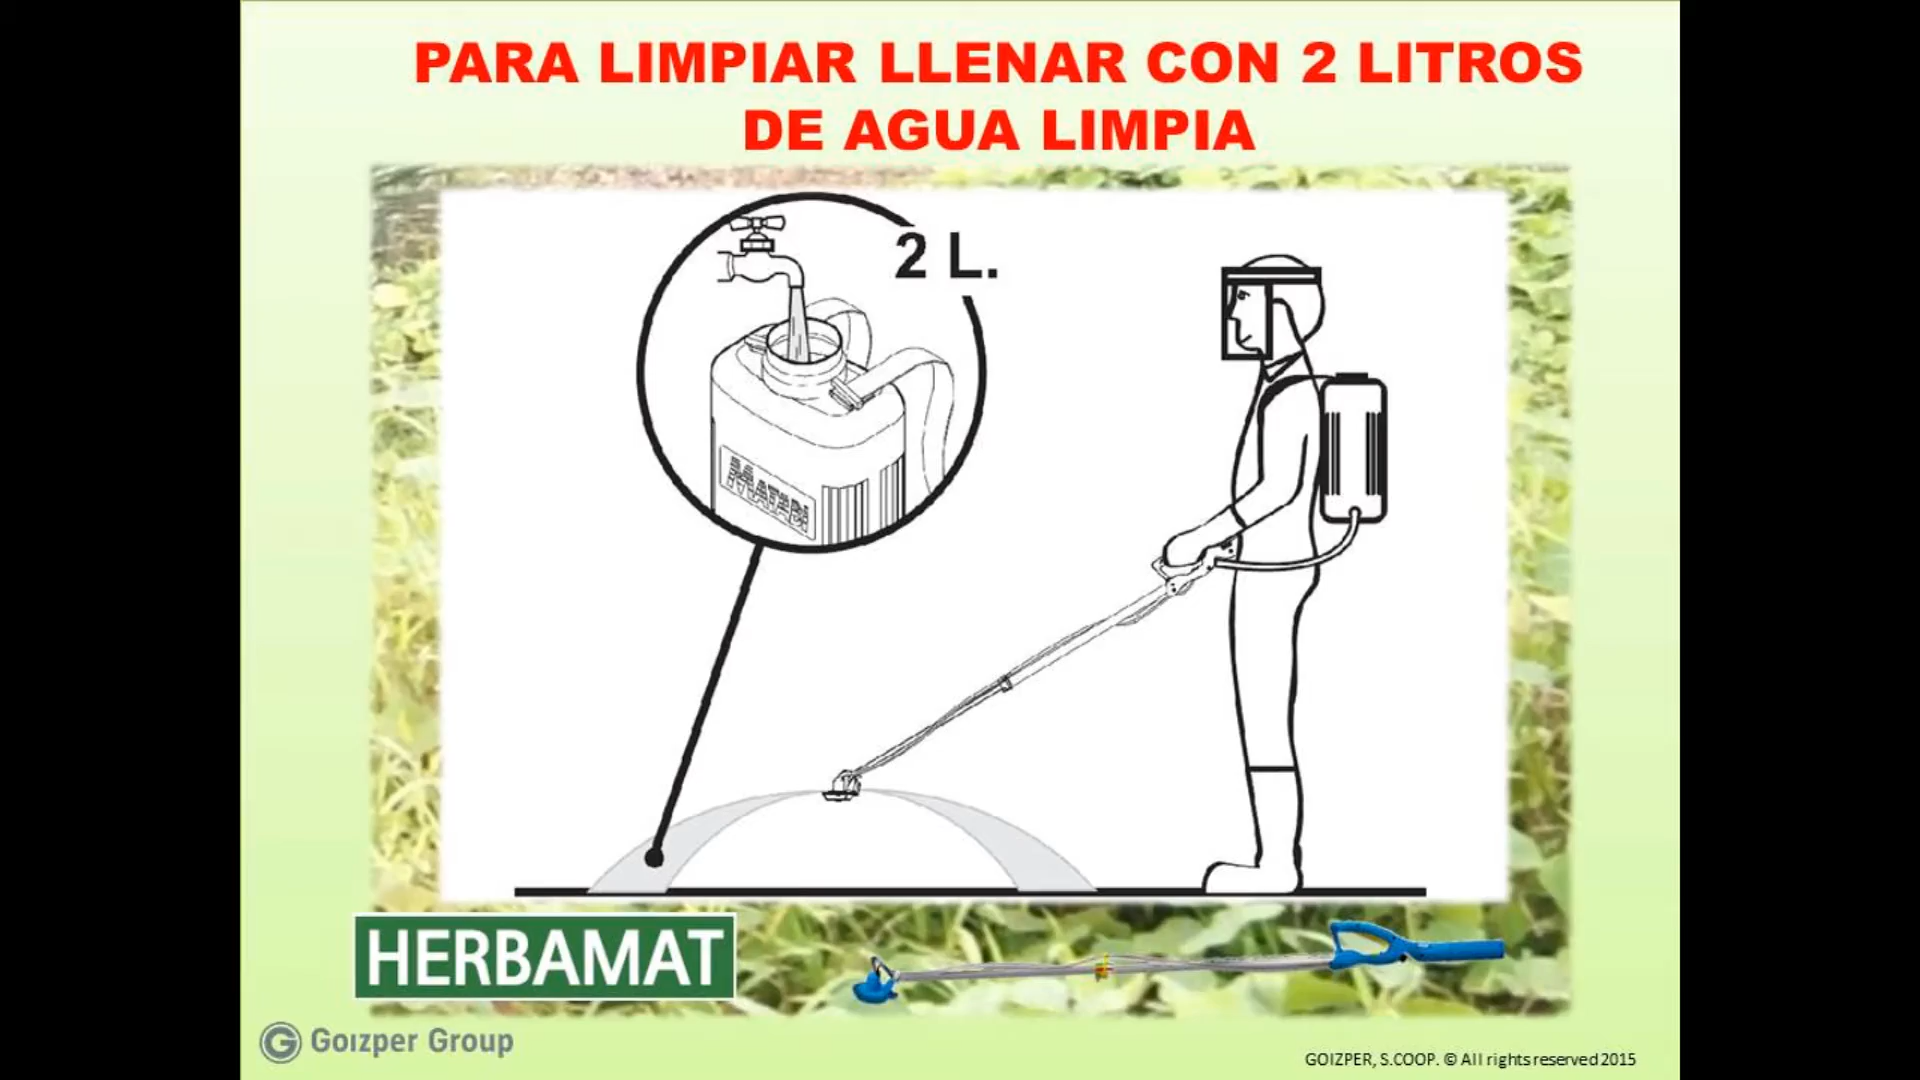 PARA LIMPIAR LLENAR CON 2 LITROS
DE AGUA LIMPIA
2 L.
MATABI
HERBAMAT
G Goizper Group
GOIZPER, S.COOP. © All rights reserved 2015